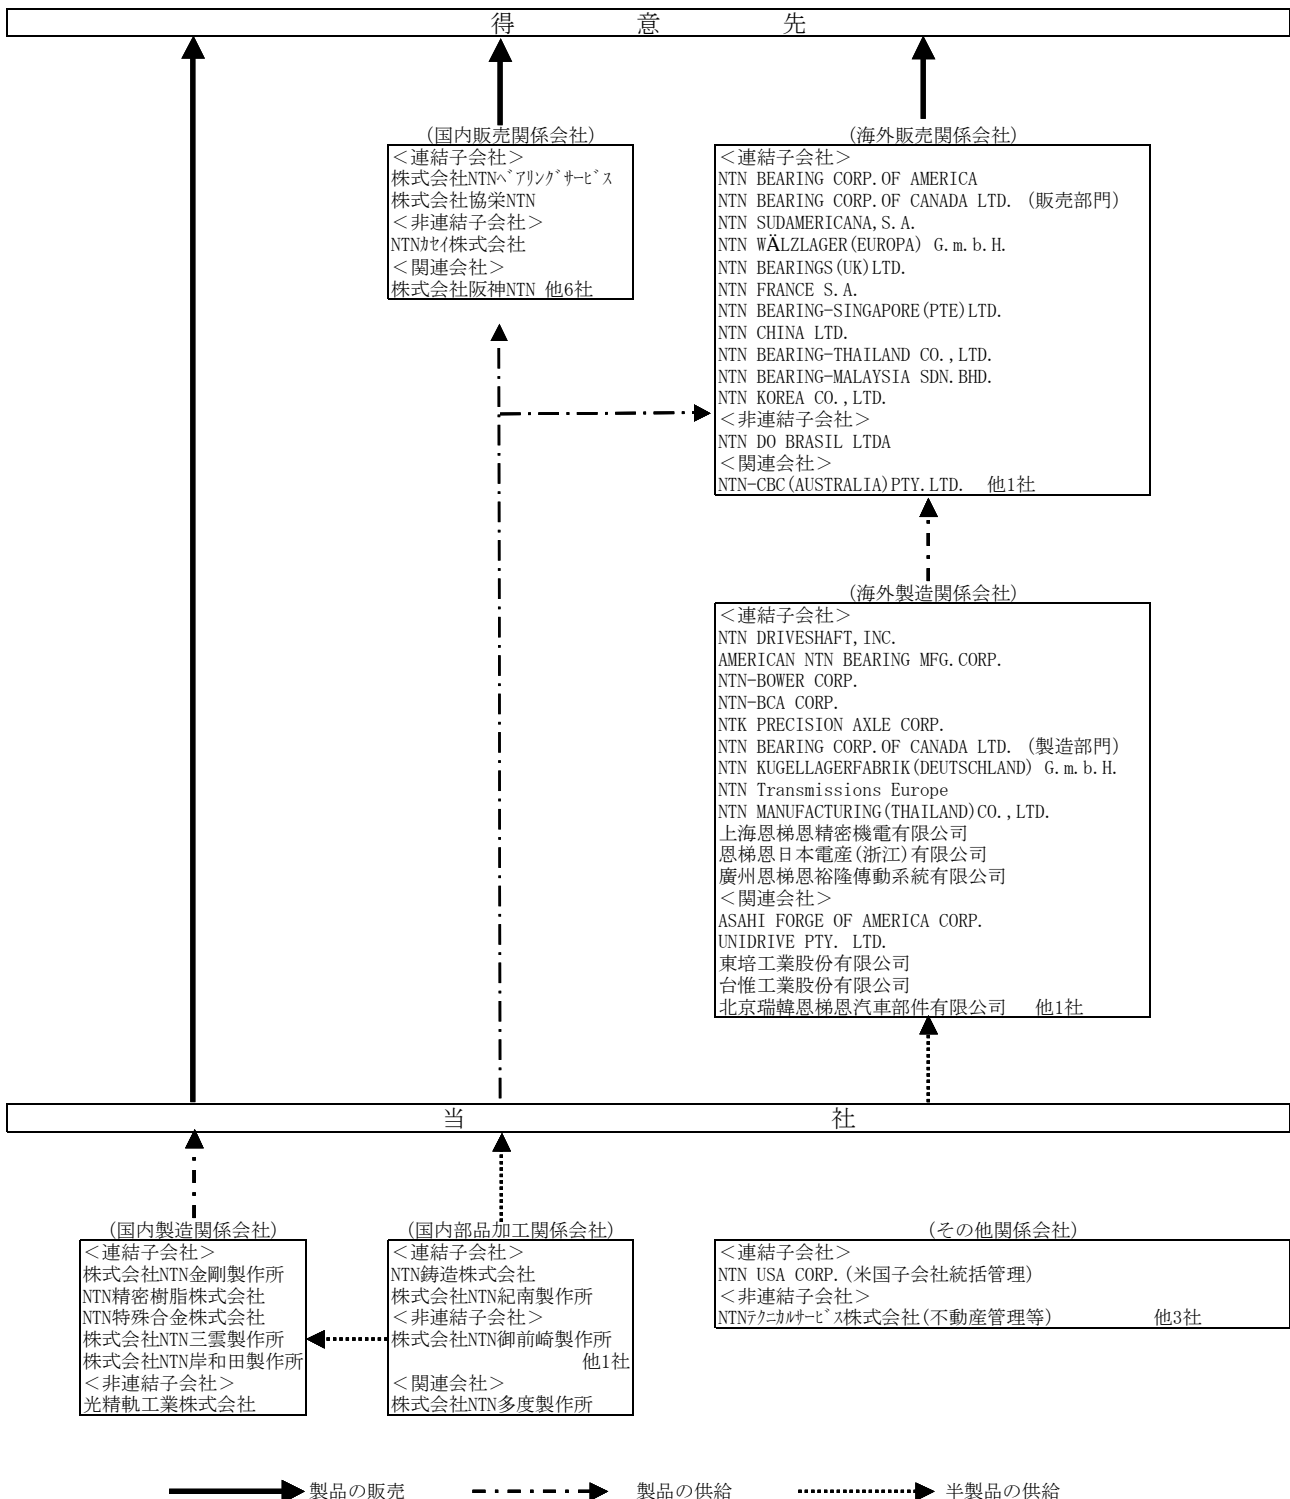 得意先
(国内販売関係会社)
＜連結子会社＞
株式会社NTNﾍﾞｱﾘﾝｸﾞｻｰﾋﾞｽ
株式会社協栄NTN
＜非連結子会社＞
NTNｶｾｲ株式会社
＜関連会社＞
株式会社阪神NTN 他6社
(海外販売関係会社)
＜連結子会社＞
NTN BEARING CORP.OF AMERICA
NTN BEARING CORP.OF CANADA LTD. (販売部門)
NTN SUDAMERICANA,S.A.
NTN WÄLZLAGER(EUROPA) G.m.b.H.
NTN BEARINGS(UK)LTD.
NTN FRANCE S.A.
NTN BEARING-SINGAPORE(PTE)LTD.
NTN CHINA LTD.
NTN BEARING-THAILAND CO.,LTD.
NTN BEARING-MALAYSIA SDN.BHD.
NTN KOREA CO.,LTD.
＜非連結子会社＞
NTN DO BRASIL LTDA
＜関連会社＞
NTN-CBC(AUSTRALIA)PTY.LTD. 他1社
(海外製造関係会社)
＜連結子会社＞
NTN DRIVESHAFT,INC.
AMERICAN NTN BEARING MFG.CORP.
NTN-BOWER CORP.
NTN-BCA CORP.
NTK PRECISION AXLE CORP.
NTN BEARING CORP.OF CANADA LTD. (製造部門)
NTN KUGELLAGERFABRIK(DEUTSCHLAND) G.m.b.H.
NTN Transmissions Europe
NTN MANUFACTURING(THAILAND)CO.,LTD.
上海恩梯恩精密機電有限公司
恩梯恩日本電産(浙江)有限公司
廣州恩梯恩裕隆傳動系統有限公司
＜関連会社＞
ASAHI FORGE OF AMERICA CORP.
UNIDRIVE PTY. LTD.
東培工業股份有限公司
台惟工業股份有限公司
北京瑞韓恩梯恩汽車部件有限公司 他1社
当社
(国内製造関係会社)
＜連結子会社＞
株式会社NTN金剛製作所
NTN精密樹脂株式会社
NTN特殊合金株式会社
株式会社NTN三雲製作所
株式会社NTN岸和田製作所
＜非連結子会社＞
光精軌工業株式会社
(国内部品加工関係会社)
＜連結子会社＞
NTN鋳造株式会社
株式会社NTN紀南製作所
＜非連結子会社＞
株式会社NTN御前崎製作所
他1社
＜関連会社＞
株式会社NTN多度製作所
(その他関係会社)
＜連結子会社＞
NTN USA CORP.(米国子会社統括管理)
＜非連結子会社＞
NTNﾃｸﾆｶﾙｻｰﾋﾞｽ株式会社(不動産管理等) 他3社
製品の販売 製品の供給 半製品の供給